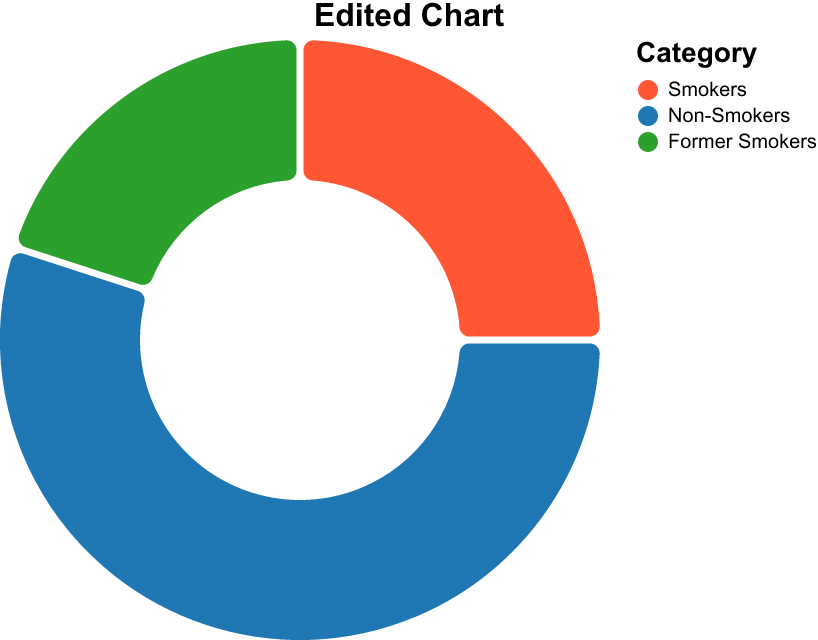 Edited Chart
Category
Smokers
Non-Smokers
Former Smokers